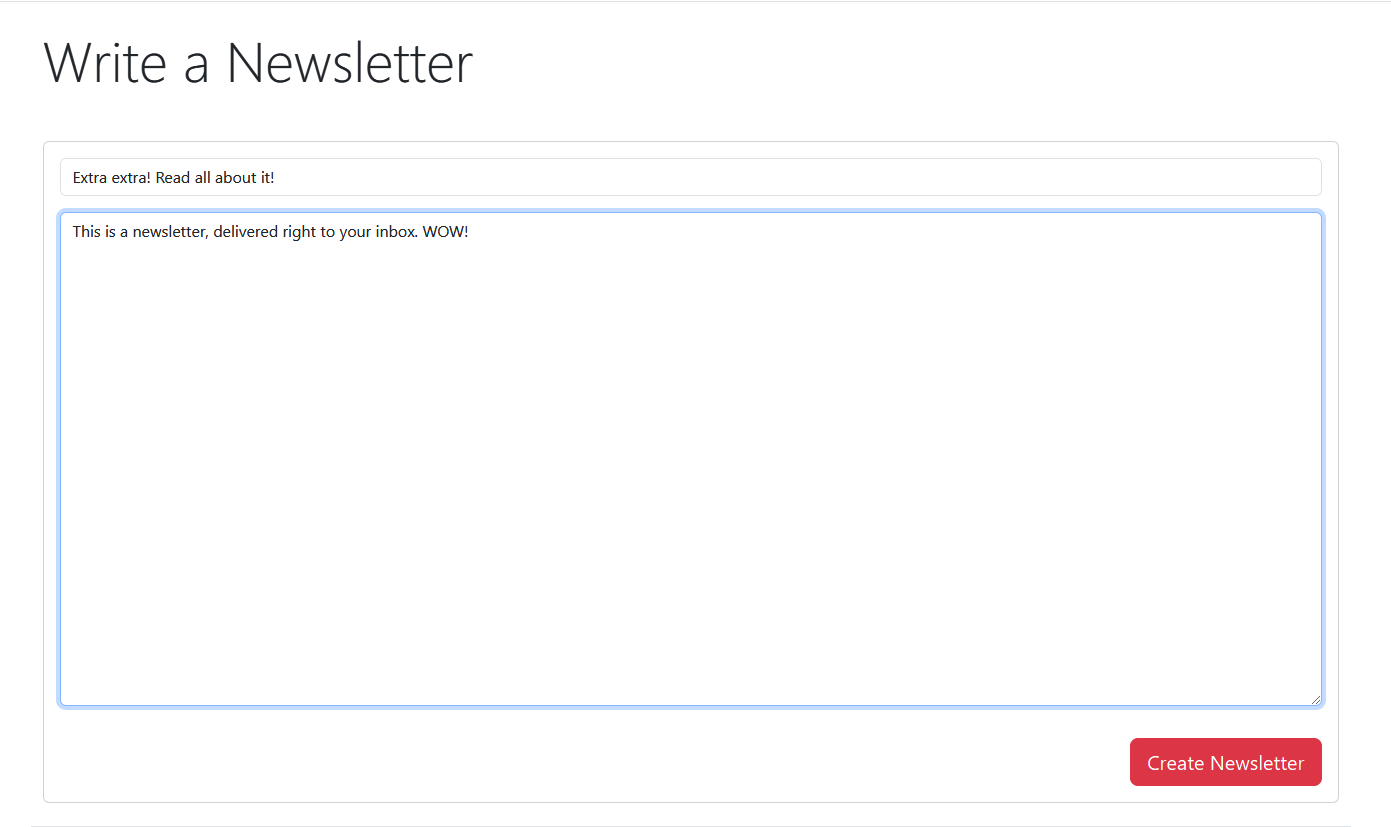 Write a Newsletter
Extra extra! Read all about it!
This is a newsletter, delivered right to your inbox. WOW!
Create Newsletter